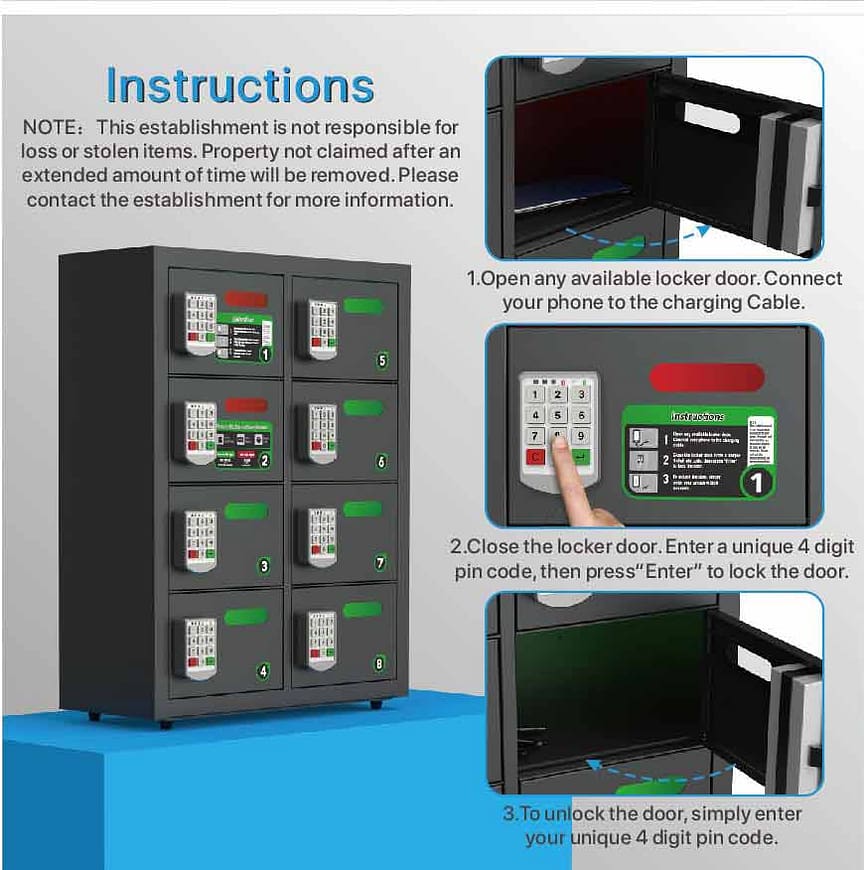 Instructions
NOTE: This establishment is not responsible for
loss or stolen items. Property not claimed after an
extended amount of time will be removed. Please
contact the establishment for more information.
1.Open any available locker door. Connect
your phone to the charging Cable.
1 2 3
4 5 6
7 8 9
C
Instructions
1
2
3
1
2.Close the locker door. Enter a unique 4 digit
pin code, then press“Enter” to lock the door.
3.To unlock the door, simply enter
your unique 4 digit pin code.
1
5
2
6
3
7
4
8